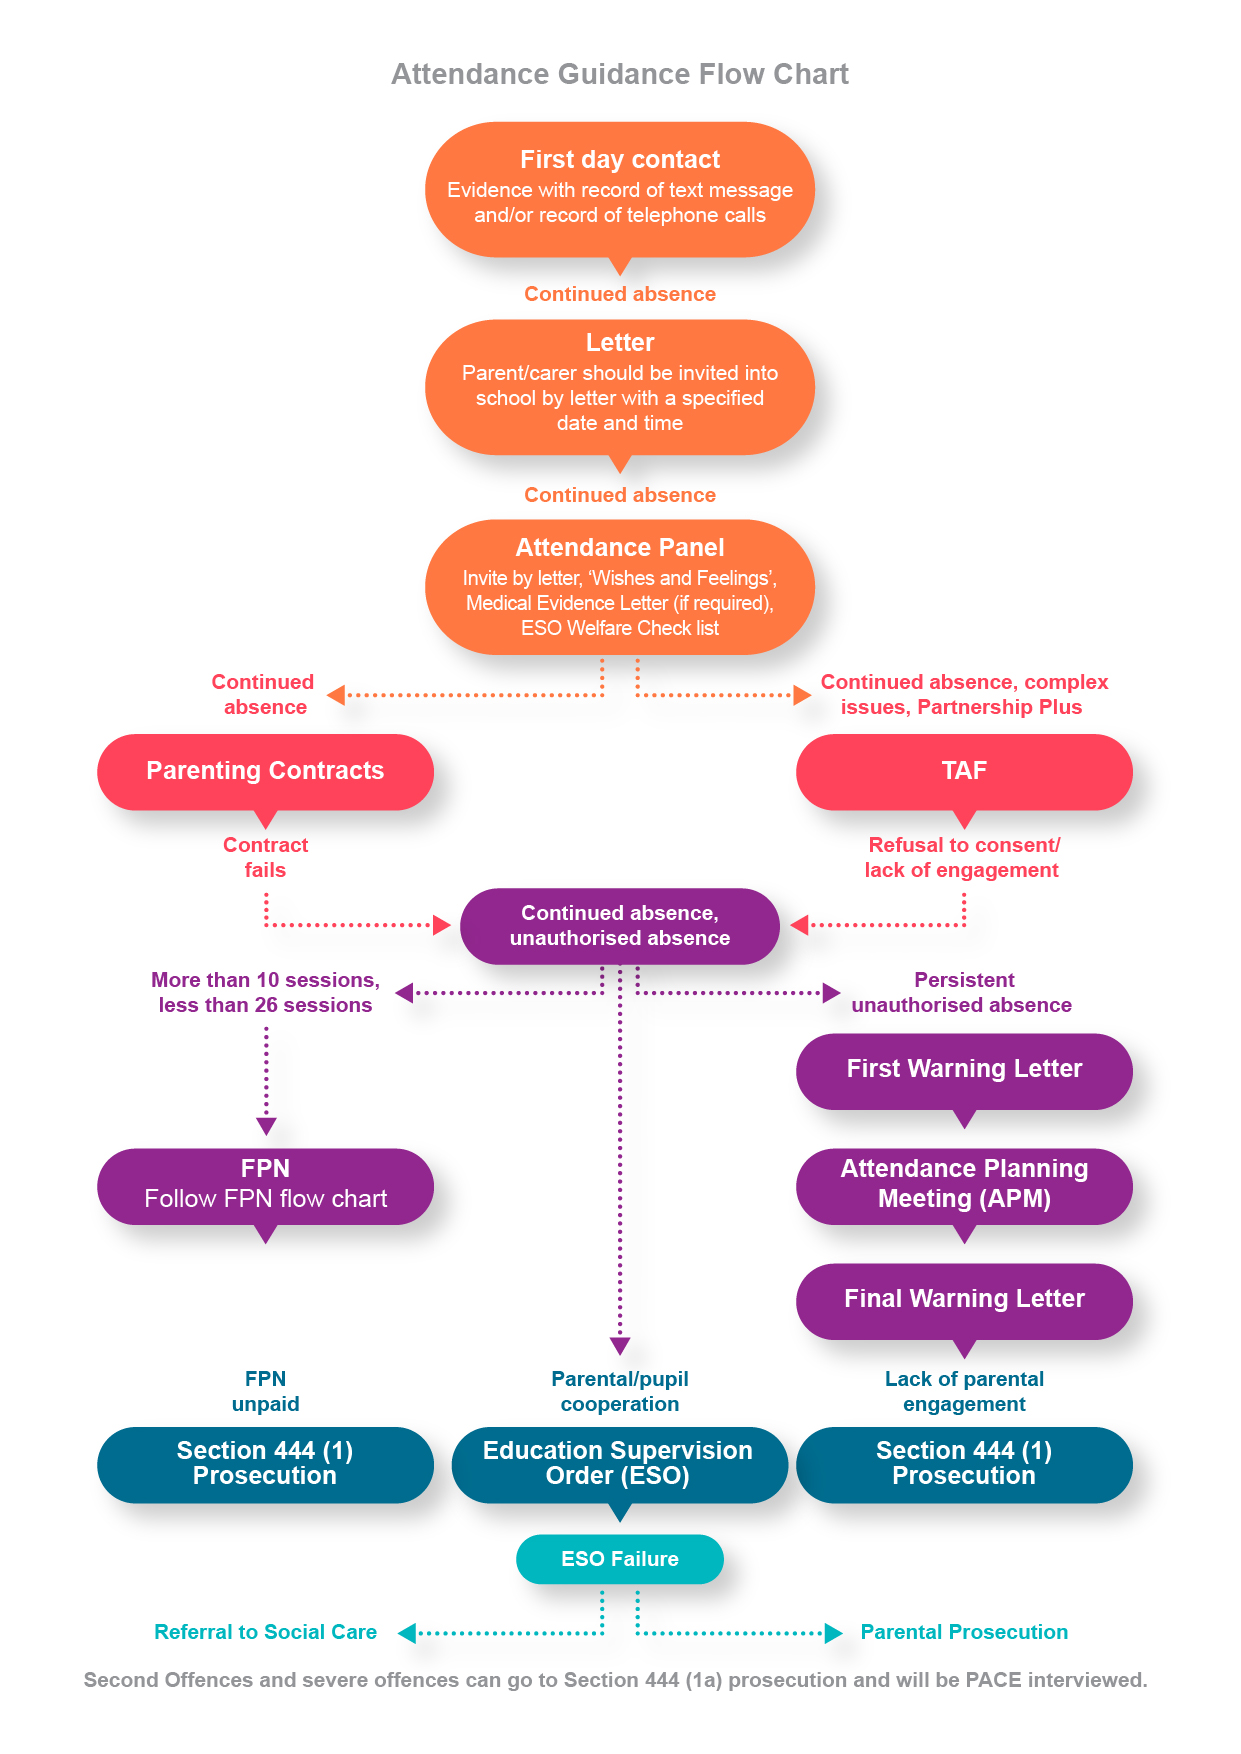 Attendance Guidance Flow Chart
First day contact
Evidence with record of text message
and/or record of telephone calls
Continued absence
Letter
Parent/carer should be invited into
school by letter with a specified
date and time
Continued absence
Attendance Panel
Invite by letter, ‘Wishes and Feelings’,
Medical Evidence Letter (if required),
ESO Welfare Check list
Continued
absence
Continued absence, complex
issues, Partnership Plus
Parenting Contracts
TAF
Contract
fails
Refusal to consent/
lack of engagement
Continued absence,
unauthorised absence
More than 10 sessions,
less than 26 sessions
Persistent
unauthorised absence
First Warning Letter
FPN
Follow FPN flow chart
Attendance Planning
Meeting (APM)
Final Warning Letter
FPN
unpaid
Parental/pupil
cooperation
Lack of parental
engagement
Section 444 (1)
Prosecution
Education Supervision
Order (ESO)
Section 444 (1)
Prosecution
ESO Failure
Referral to Social Care
Parental Prosecution
Second Offences and severe offences can go to Section 444 (1a) prosecution and will be PACE interviewed.